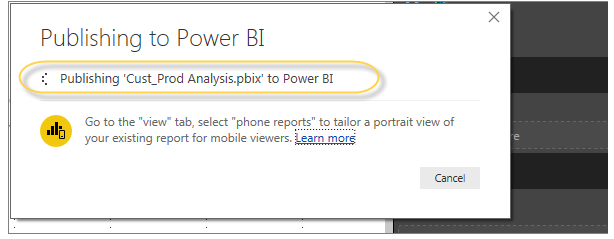 Publishing to Power BI
Publishing 'Cust_Prod Analysis.pbix' to Power BI
Go to the "view" tab, select "phone reports" to tailor a portrait view of
your existing report for mobile viewers. Learn more
re
Cancel